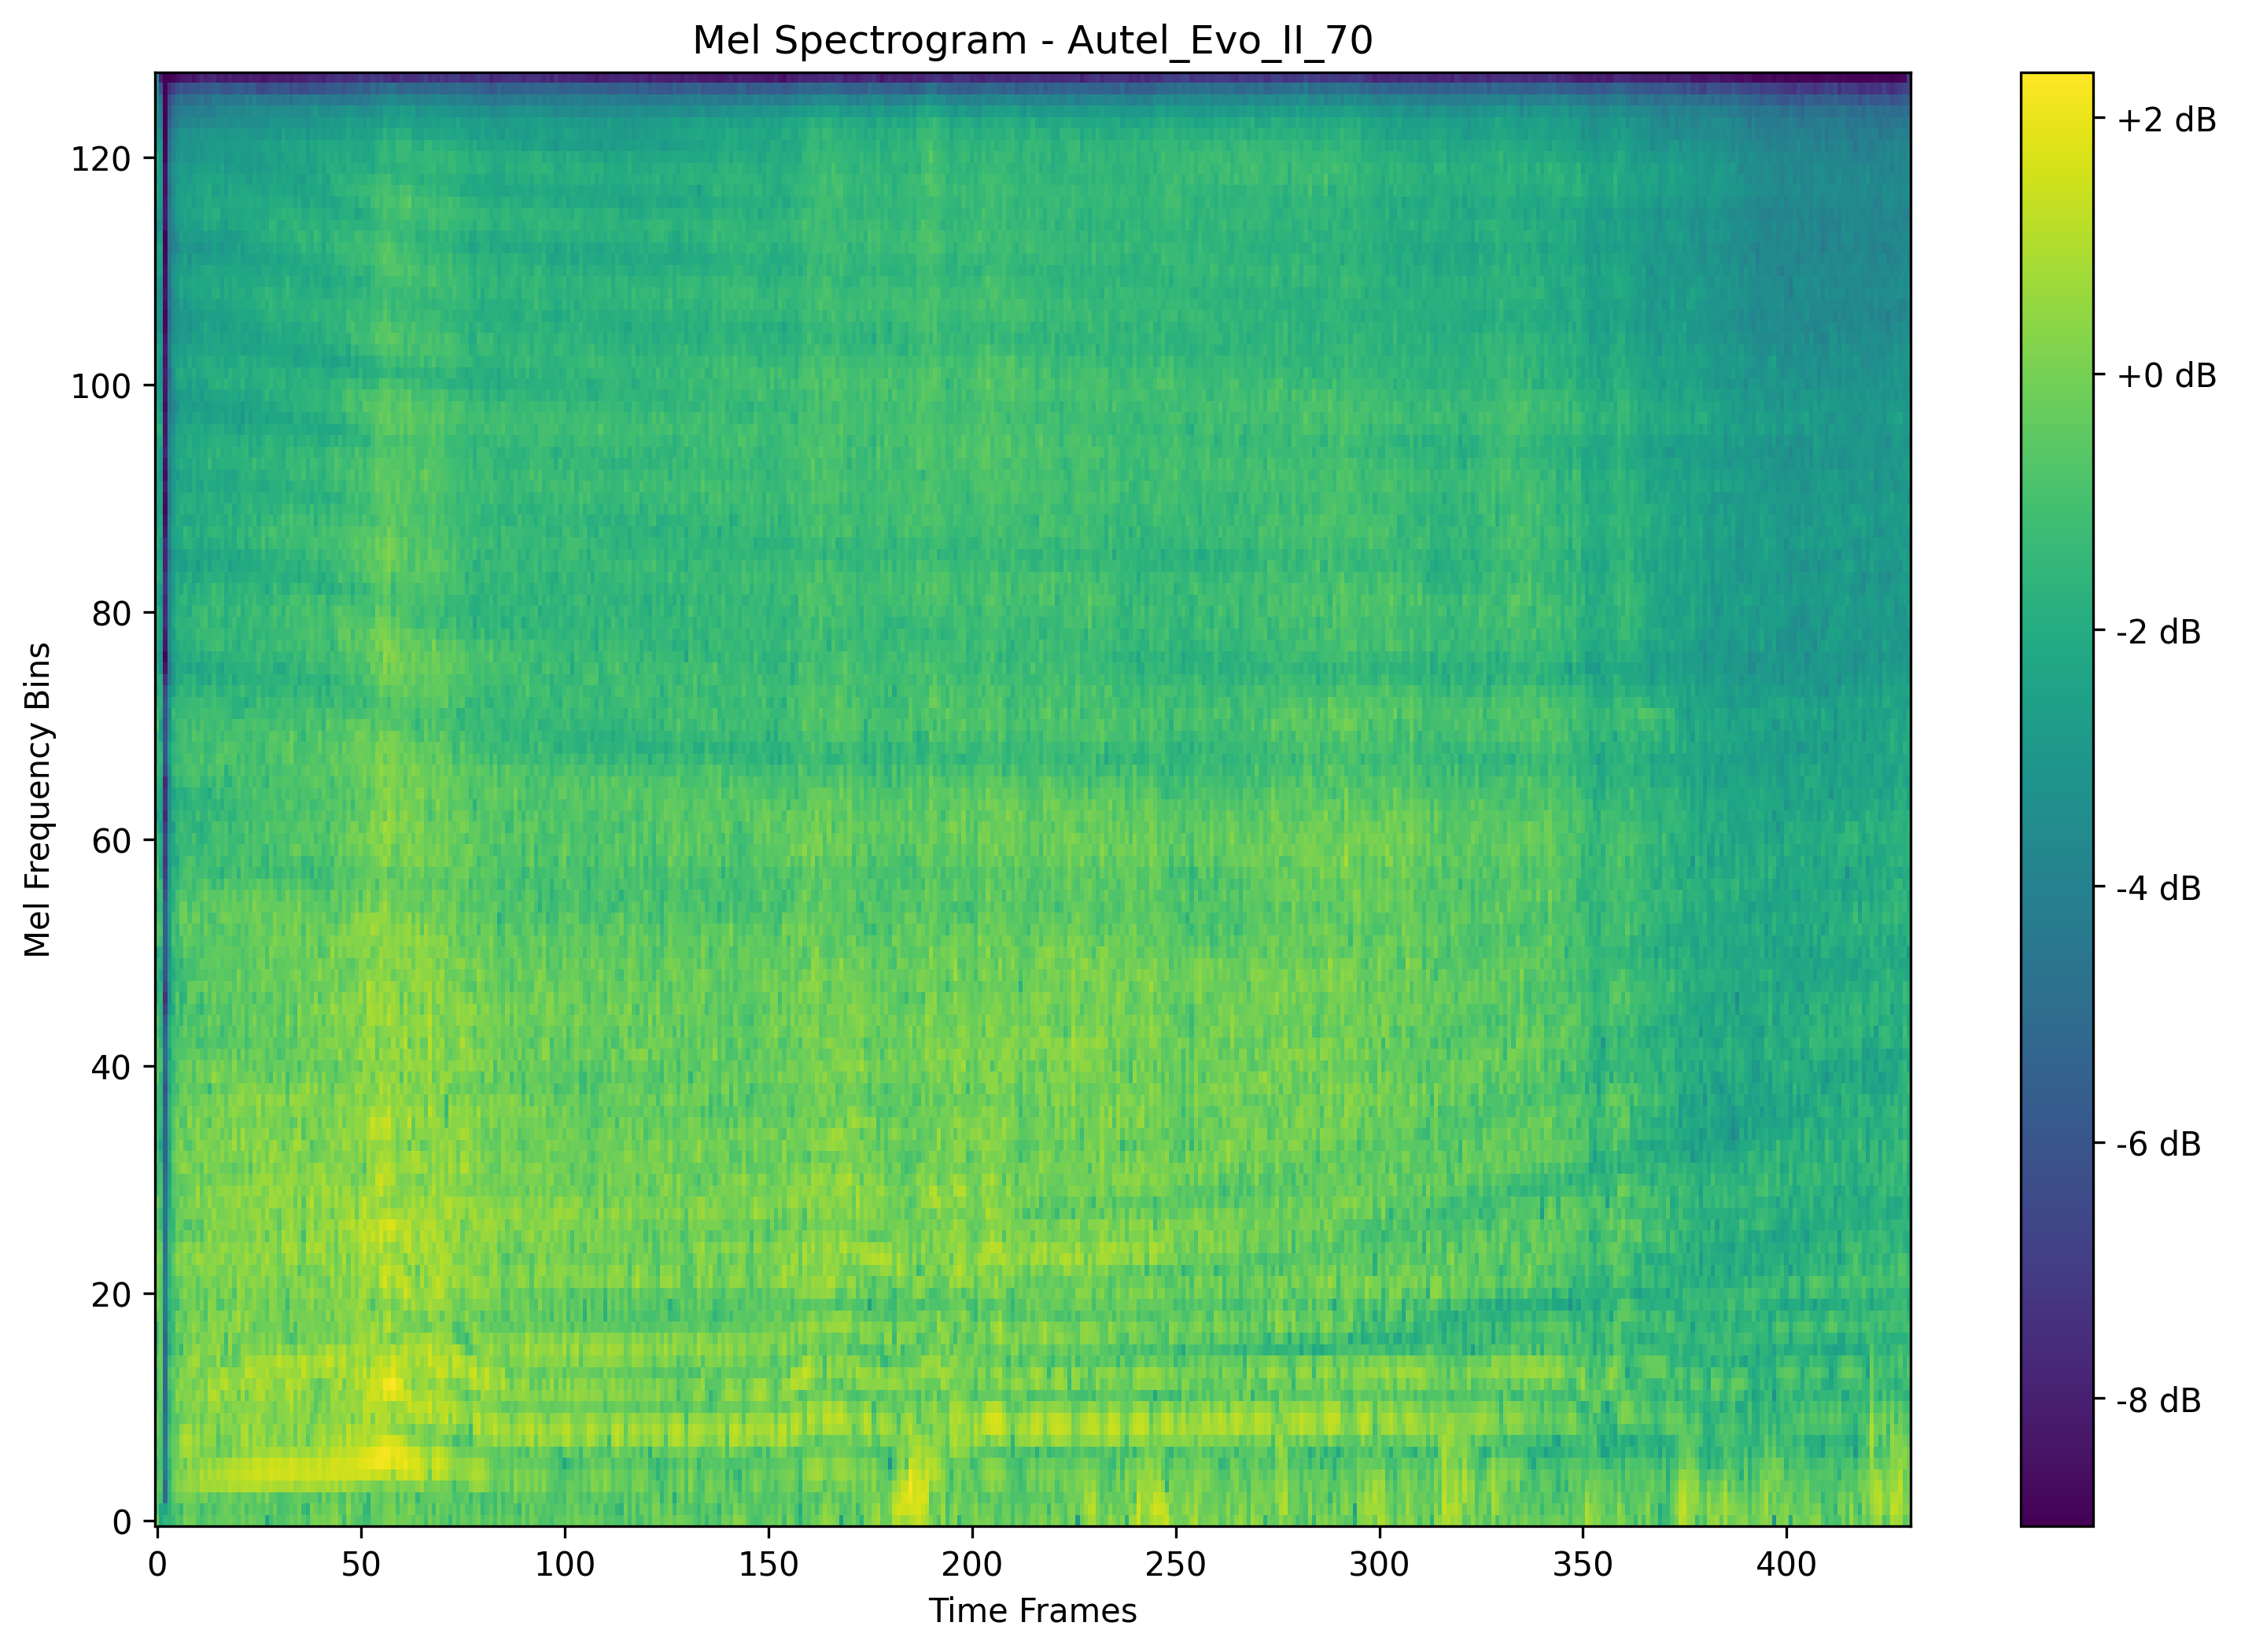 Mel Spectrogram - Autel_Evo_II_70
Mel Frequency Bins
120
100
80
60
40
20
0
0 50 100 150 200 250 300 350 400
Time Frames
+2 dB
+0 dB
-2 dB
-4 dB
-6 dB
-8 dB